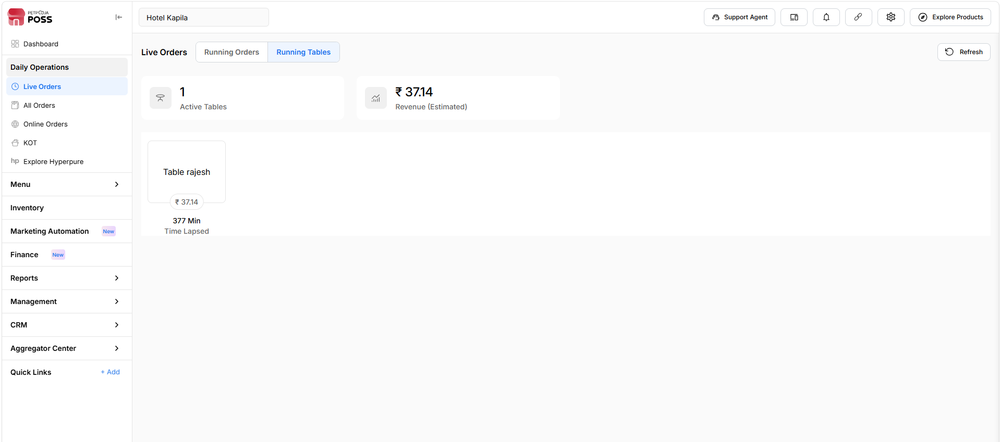 PETPOOJA
POSS
Hotel Kapila
Support Agent
Explore Products
Dashboard
Daily Operations
Live Orders
All Orders
Online Orders
KOT
hp Explore Hyperpure
Menu
Inventory
Marketing Automation New
Finance New
Reports
Management
CRM
Aggregator Center
Quick Links + Add
Live Orders Running Orders Running Tables
Refresh
1
Active Tables
₹ 37.14
Revenue (Estimated)
Table rajesh
₹ 37.14
377 Min
Time Lapsed